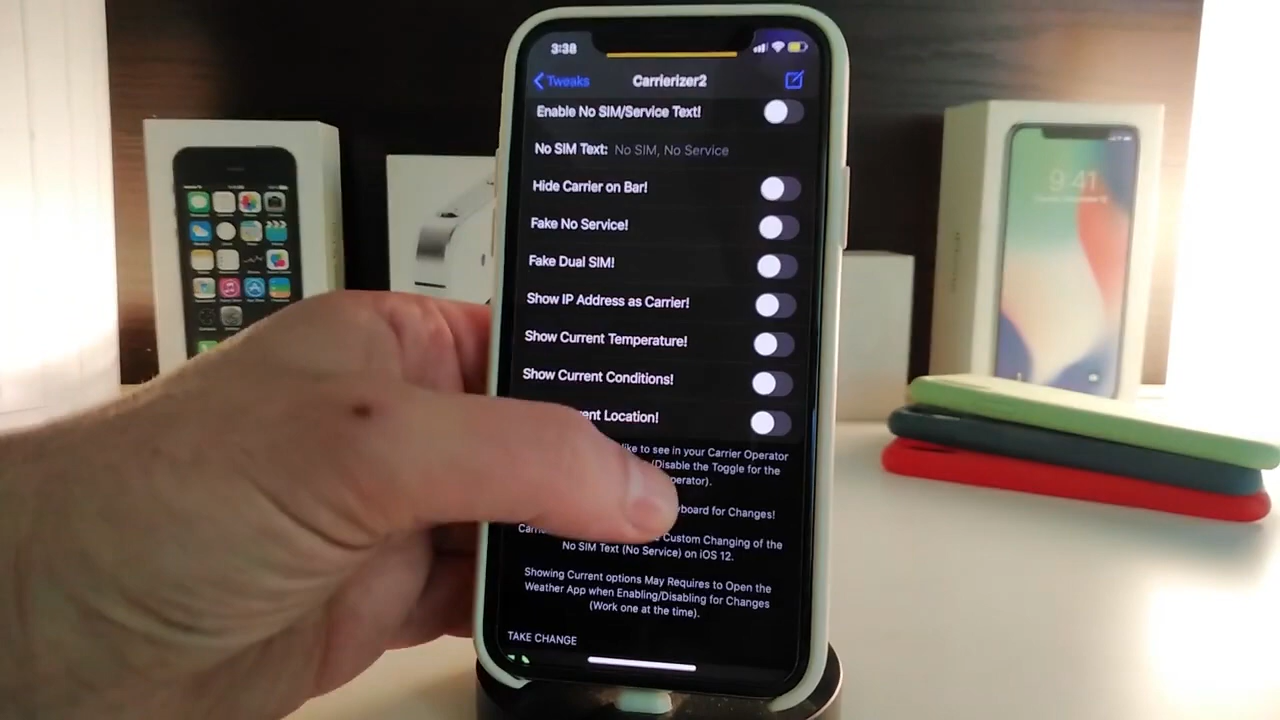 3:38
Tweaks
Carrierizer2
Enable No SIM/Service Text!
No SIM Text: No SIM, No Service
Hide Carrier on Bar!
Fake No Service!
Fake Dual SIM!
Show IP Address as Carrier!
Show Current Temperature!
Show Current Conditions!
Location!
like to see in your Carrier Operator
/Disable the Toggle for the
for Changes!
Custom Changing of the
No SIM Text (No Service) on iOS 12.
Showing Current options May Requires to Open the
Weather App when Enabling/Disabling for Changes
(Work one at the time).
TAKE CHANGE
9:41